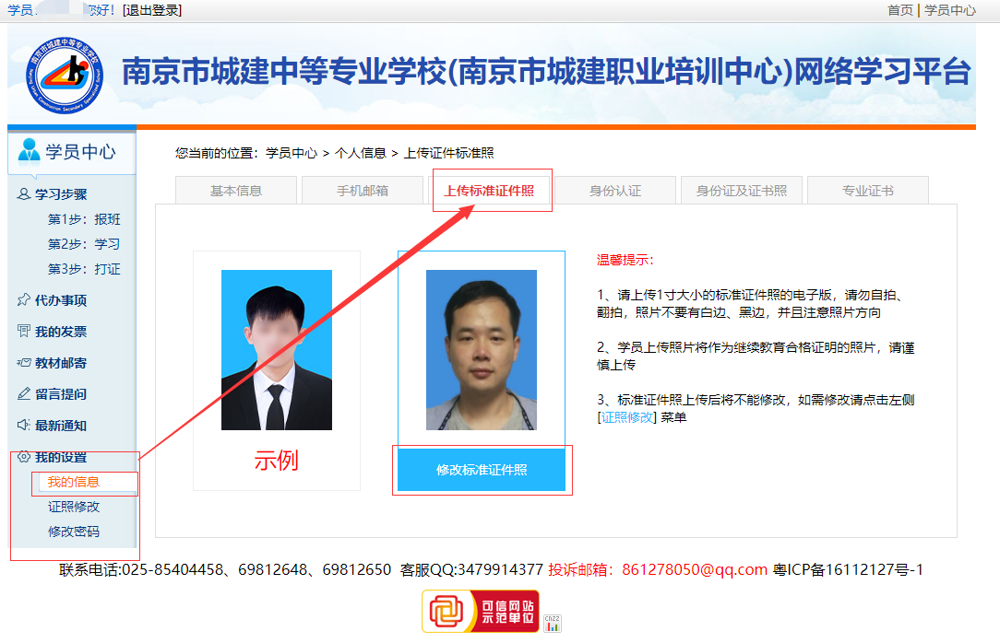 学员: 您好! [退出登录]
首页 | 学员中心
南京市城建中等专业学校(南京市城建职业培训中心)网络学习平台
学员中心
您当前的位置：学员中心 > 个人信息 > 上传证件标准照
基本信息
手机邮箱
上传标准证件照
身份认证
身份证及证书照
专业证书
学习步骤
第1步：报班
第2步：学习
第3步：打证
代办事项
我的发票
教材邮寄
留言提问
最新通知
我的设置
我的信息
证照修改
修改密码
示例
修改标准证件照
温馨提示：
1、请上传1寸大小的标准证件照的电子版，请勿自拍、
翻拍，照片不要有白边、黑边，并且注意照片方向
2、学员上传照片将作为继续教育合格证明的照片，请谨
慎上传
3、标准证件照上传后将不能修改，如需修改请点击左侧
[证照修改] 菜单
联系电话:025-85404458、69812648、69812650 客服QQ:3479914377 投诉邮箱：861278050@qq.com 粤ICP备16112127号-1
可信网站
示范单位
CNZZ